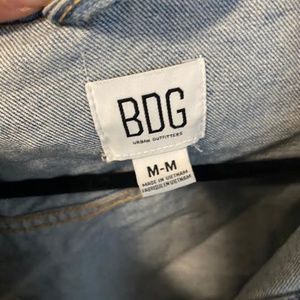 BDG
URBAN OUTFITTERS
M-M
MADE IN VIETNAM
FABRIQUÉ EN VIETNAM